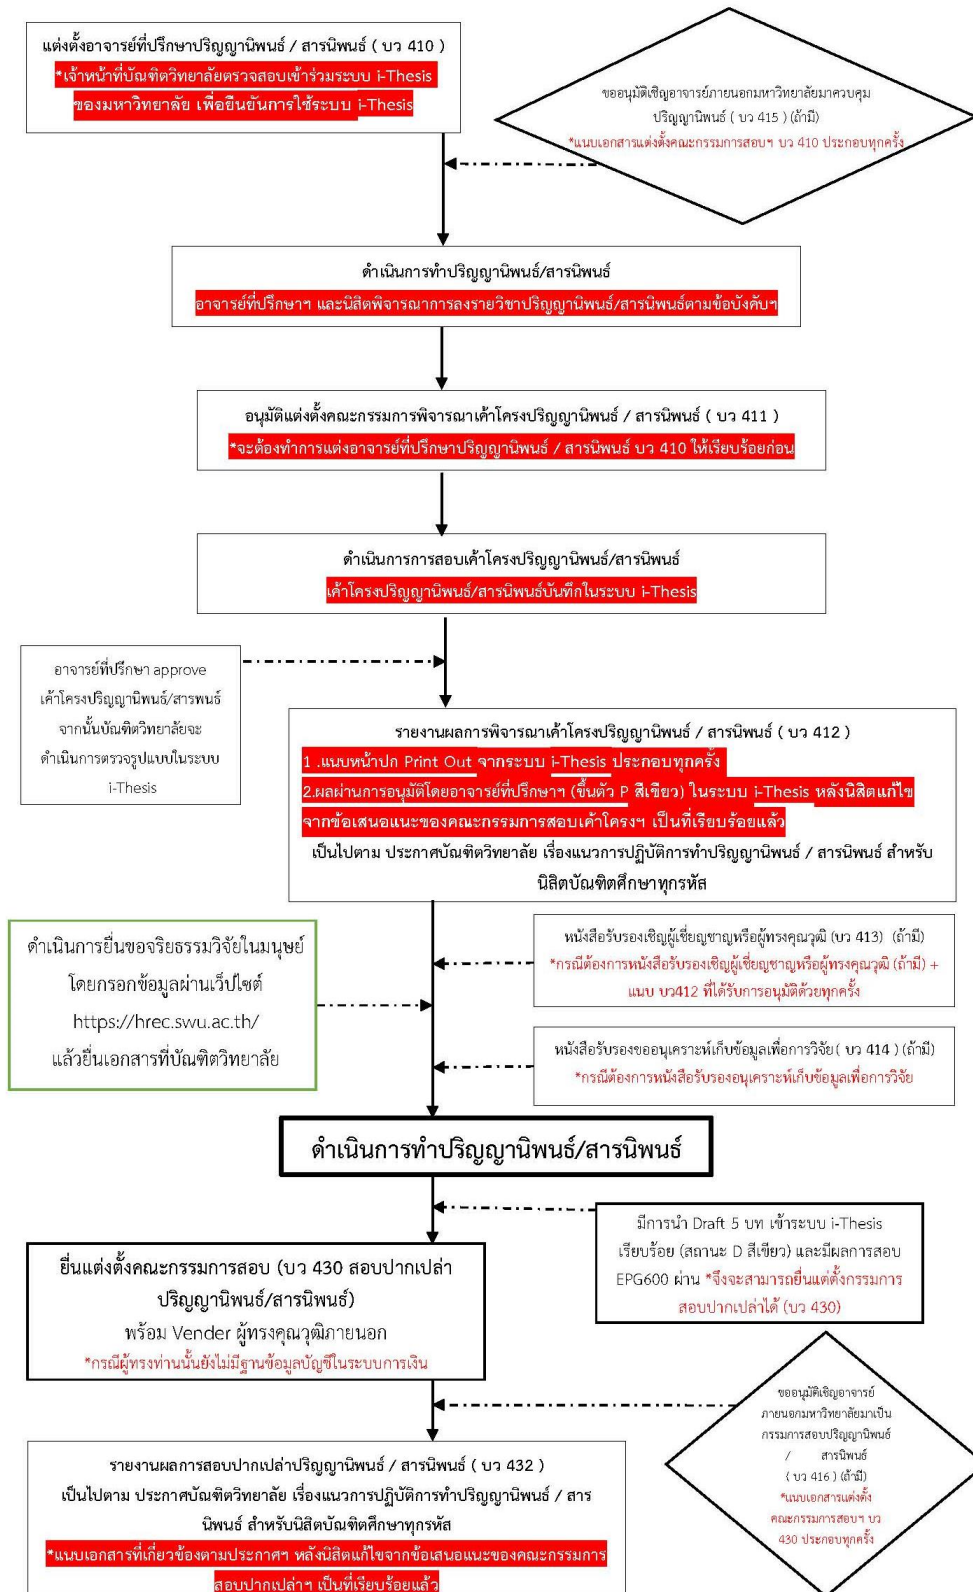 แต่งตั้งอาจารย์ที่ปรึกษาปริญญานิพนธ์ / สารนิพนธ์ ( บว 410 )
*เจ้าหน้าที่บัณฑิตวิทยาลัยตรวจสอบเข้าร่วมระบบ i-Thesis
ของมหาวิทยาลัย เพื่อยืนยันการใช้ระบบ i-Thesis
ขออนุมัติเชิญอาจารย์ภายนอกมหาวิทยาลัยมาควบคุม
ปริญญานิพนธ์ ( บว 415 ) (ถ้ามี)
*แนบเอกสารแต่งตั้งคณะกรรมการสอบฯ บว 410 ประกอบทุกครั้ง
ดำเนินการทำปริญญานิพนธ์/สารนิพนธ์
อาจารย์ที่ปรึกษาฯ และนิสิตพิจารณาการลงรายวิชาปริญญานิพนธ์/สารนิพนธ์ตามข้อบังคับฯ
อนุมัติแต่งตั้งคณะกรรมการพิจารณาเค้าโครงปริญญานิพนธ์ / สารนิพนธ์ ( บว 411 )
*จะต้องทำการแต่งอาจารย์ที่ปรึกษาปริญญานิพนธ์ / สารนิพนธ์ บว 410 ให้เรียบร้อยก่อน
ดำเนินการการสอบเค้าโครงปริญญานิพนธ์/สารนิพนธ์
เค้าโครงปริญญานิพนธ์/สารนิพนธ์บันทึกในระบบ i-Thesis
อาจารย์ที่ปรึกษา approve
เค้าโครงปริญญานิพนธ์/สารพนธ์
จากนั้นบัณฑิตวิทยาลัยจะ
ดำเนินการตรวจรูปแบบในระบบ
i-Thesis
รายงานผลการพิจารณาเค้าโครงปริญญานิพนธ์ / สารนิพนธ์ ( บว 412 )
1 .แนบหน้าปก Print Out จากระบบ i-Thesis ประกอบทุกครั้ง
2.ผลผ่านการอนุมัติโดยอาจารย์ที่ปรึกษาฯ (ขึ้นตัว P สีเขียว) ในระบบ i-Thesis หลังนิสิตแก้ไข
จากข้อเสนอแนะของคณะกรรมการสอบเค้าโครงฯ เป็นที่เรียบร้อยแล้ว
เป็นไปตาม ประกาศบัณฑิตวิทยาลัย เรื่องแนวการปฏิบัติการทำปริญญานิพนธ์ / สารนิพนธ์ สำหรับ
นิสิตบัณฑิตศึกษาทุกรหัส
ดำเนินการยื่นขอจริยธรรมวิจัยในมนุษย์
โดยกรอกข้อมูลผ่านเว็ปไซต์
https://hrec.swu.ac.th/
แล้วยื่นเอกสารที่บัณฑิตวิทยาลัย
หนังสือรับรองเชิญผู้เชี่ยญชาญหรือผู้ทรงคุณวุฒิ (บว 413) (ถ้ามี)
*กรณีต้องการหนังสือรับรองเชิญผู้เชี่ยญชาญหรือผู้ทรงคุณวุฒิ (ถ้ามี) +
แนบ บว412 ที่ได้รับการอนุมัติด้วยทุกครั้ง
หนังสือรับรองขออนุเคราะห์เก็บข้อมูลเพื่อการวิจัย( บว 414 ) (ถ้ามี)
*กรณีต้องการหนังสือรับรองอนุเคราะห์เก็บข้อมูลเพื่อการวิจัย
ดำเนินการทำปริญญานิพนธ์/สารนิพนธ์
มีการนำ Draft 5 บท เข้าระบบ i-Thesis
เรียบร้อย (สถานะ D สีเขียว) และมีผลการสอบ
EPG600 ผ่าน *จึงจะสามารถยื่นแต่ตั้งกรรมการ
สอบปากเปล่าได้ (บว 430)
ยื่นแต่งตั้งคณะกรรมการสอบ (บว 430 สอบปากเปล่า
ปริญญานิพนธ์/สารนิพนธ์)
พร้อม Vender ผู้ทรงคุณวุฒิภายนอก
*กรณีผู้ทรงท่านนั้นยังไม่มีฐานข้อมูลบัญชีในระบบการเงิน
ขออนุมัติเชิญอาจารย์
ภายนอกมหาวิทยาลัยมาเป็น
กรรมการสอบปริญญานิพนธ์
/ สารนิพนธ์
( บว 416 ) (ถ้ามี)
*แนบเอกสารแต่งตั้ง
คณะกรรมการสอบฯ บว
430 ประกอบทุกครั้ง
รายงานผลการสอบปากเปล่าปริญญานิพนธ์ / สารนิพนธ์ ( บว 432 )
เป็นไปตาม ประกาศบัณฑิตวิทยาลัย เรื่องแนวการปฏิบัติการทำปริญญานิพนธ์ / สาร
นิพนธ์ สำหรับนิสิตบัณฑิตศึกษาทุกรหัส
*แนบเอกสารที่เกี่ยวข้องตามประกาศฯ หลังนิสิตแก้ไขจากข้อเสนอแนะของคณะกรรมการ
สอบปากเปล่าฯ เป็นที่เรียบร้อยแล้ว